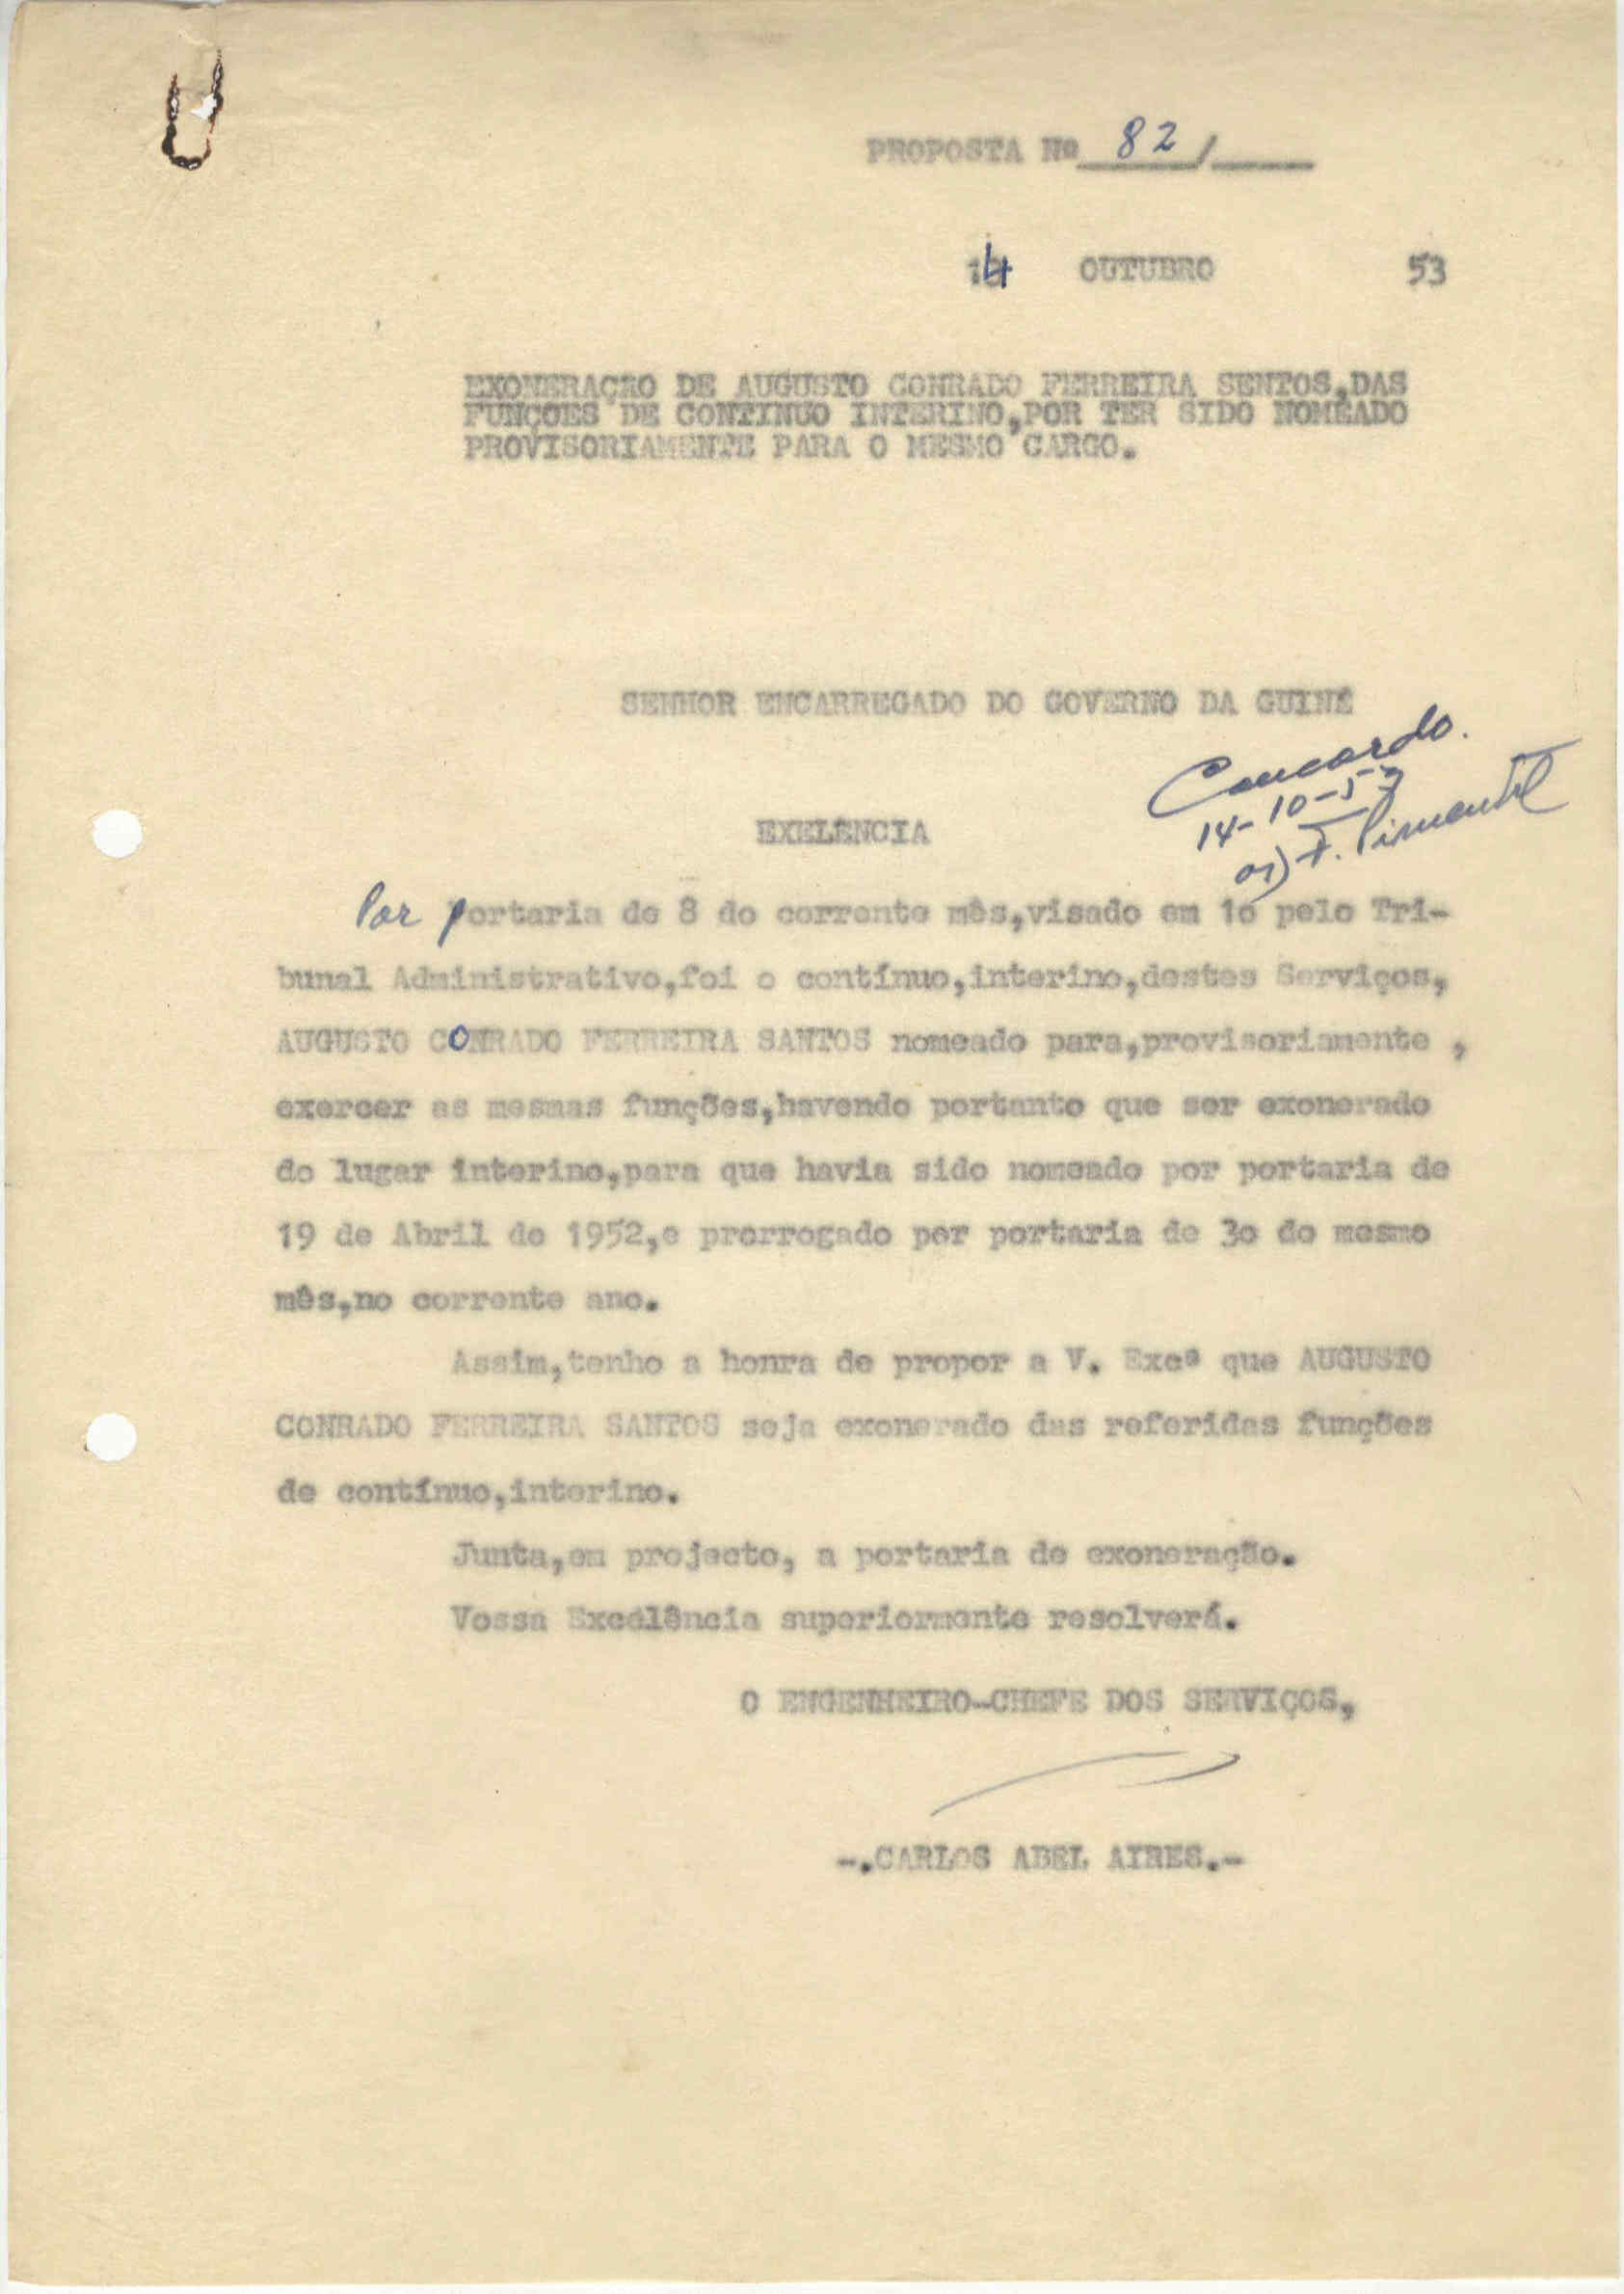 PROPOSTA Nº 82/
14 OUTUBRO 53
EXONERAÇÃO DE AUGUSTO CONRADO FERREIRA SENTOS,DAS
FUNÇOES DE CONTINUO INTERINO,POR TER SIDO NOMEADO
PROVISORIAMENTE PARA O MESMO CARGO.
SENHOR ENCARREGADO DO GOVERNO DA GUINÉ
Concordo.
14-10-53
a) F. Pimentel
EXELÊNCIA
Por portaria de 8 do corrente mês,visado em 10 pelo Tri-
bunal Administrativo,foi o contínuo,interino,destes Serviços,
AUGUSTO CONRADO FERREIRA SANTOS nomeado para,provisoriamente ,
exercer as mesmas funções,havendo portanto que ser exonerado
do lugar interino,para que havia sido nomeado por portaria de
19 de Abril de 1952,e prorrogado por portaria de 30 do mesmo
mês,no corrente ano.
Assim,tenho a honra de propor a V. Excª que AUGUSTO
CONRADO FERREIRA SANTOS seja exonerado das referidas funções
de contínuo,interino.
Junta,em projecto, a portaria de exoneração.
Vossa Excelência superiormente resolverá.
O ENGENHEIRO-CHEFE DOS SERVIÇOS,
-.CARLOS ABEL AIRES.-